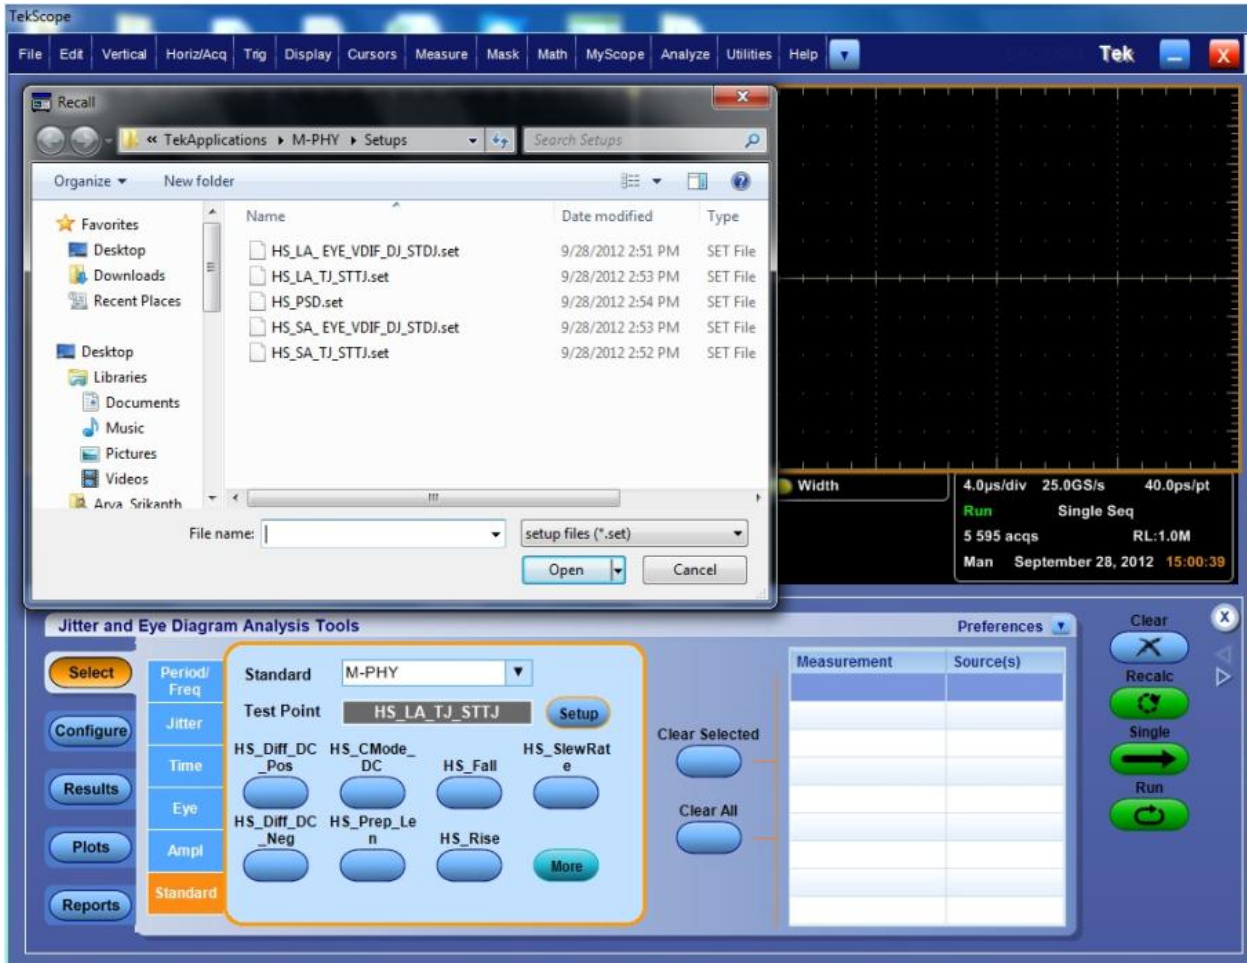 TekScope
File Edit Vertical Horiz/Acq Trig Display Cursors Measure Mask Math MyScope Analyze Utilities Help Tek X
Recall
« TekApplications M-PHY Setups Search Setups
Organize New folder
Favorites
Desktop
Downloads
Recent Places
Desktop
Libraries
Documents
Music
Pictures
Videos
Arya Srikanth
Name Date modified Type
HS_LA_ EYE_VDIF_DJ_STDJ.set 9/28/2012 2:51 PM SET File
HS_LA_TJ_STTJ.set 9/28/2012 2:53 PM SET File
HS_PSD.set 9/28/2012 2:54 PM SET File
HS_SA_ EYE_VDIF_DJ_STDJ.set 9/28/2012 2:53 PM SET File
HS_SA_TJ_STTJ.set 9/28/2012 2:52 PM SET File
File name: setup files (*.set)
Open Cancel
Width
4.0µs/div 25.0GS/s 40.0ps/pt
Run Single Seq
5 595 acqs RL:1.0M
Man September 28, 2012 15:00:39
Jitter and Eye Diagram Analysis Tools Preferences
Select
Configure
Results
Plots
Reports
Period/
Freq
Jitter
Time
Eye
Ampl
Standard
Standard M-PHY
Test Point HS_LA_TJ_STTJ Setup
HS_Diff_DC
_Pos
HS_CMode_
DC
HS_Fall
HS_SlewRat
e
HS_Diff_DC
_Neg
HS_Prep_Le
n
HS_Rise
More
Clear Selected
Clear All
Measurement Source(s)
Clear
X
Recalc
Single
Run